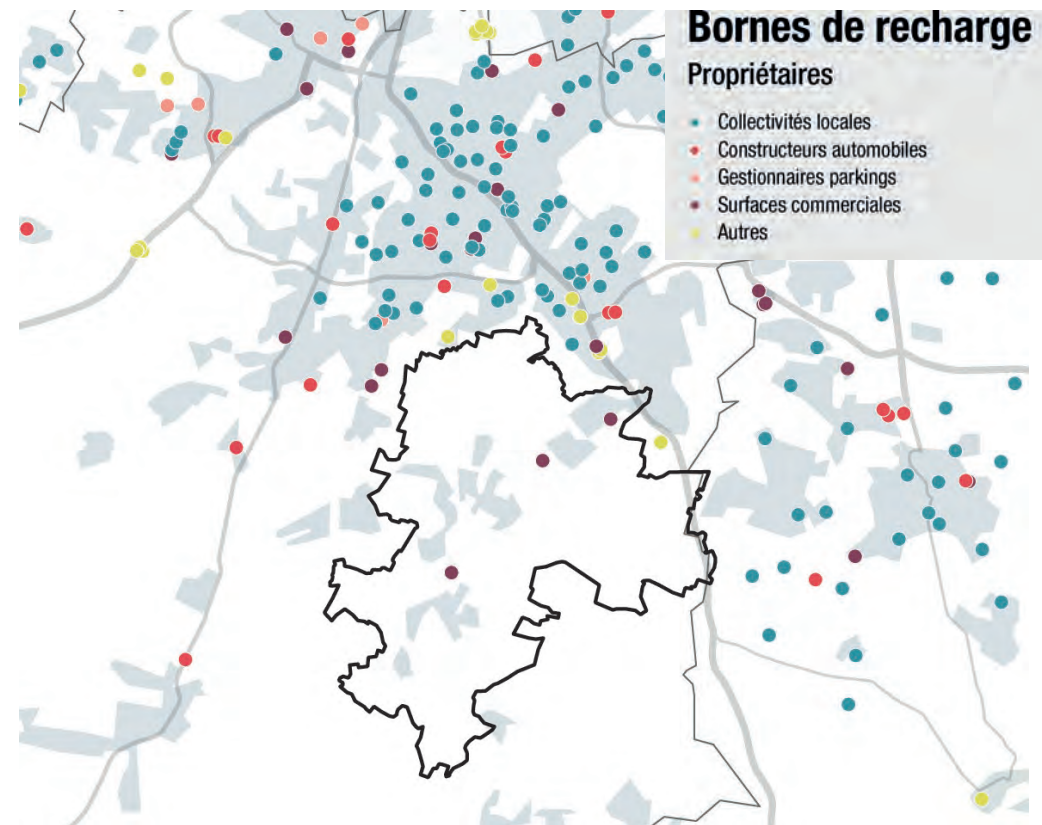 Bornes de recharge
Propriétaires
Collectivités locales
Constructeurs automobiles
Gestionnaires parkings
Surfaces commerciales
Autres